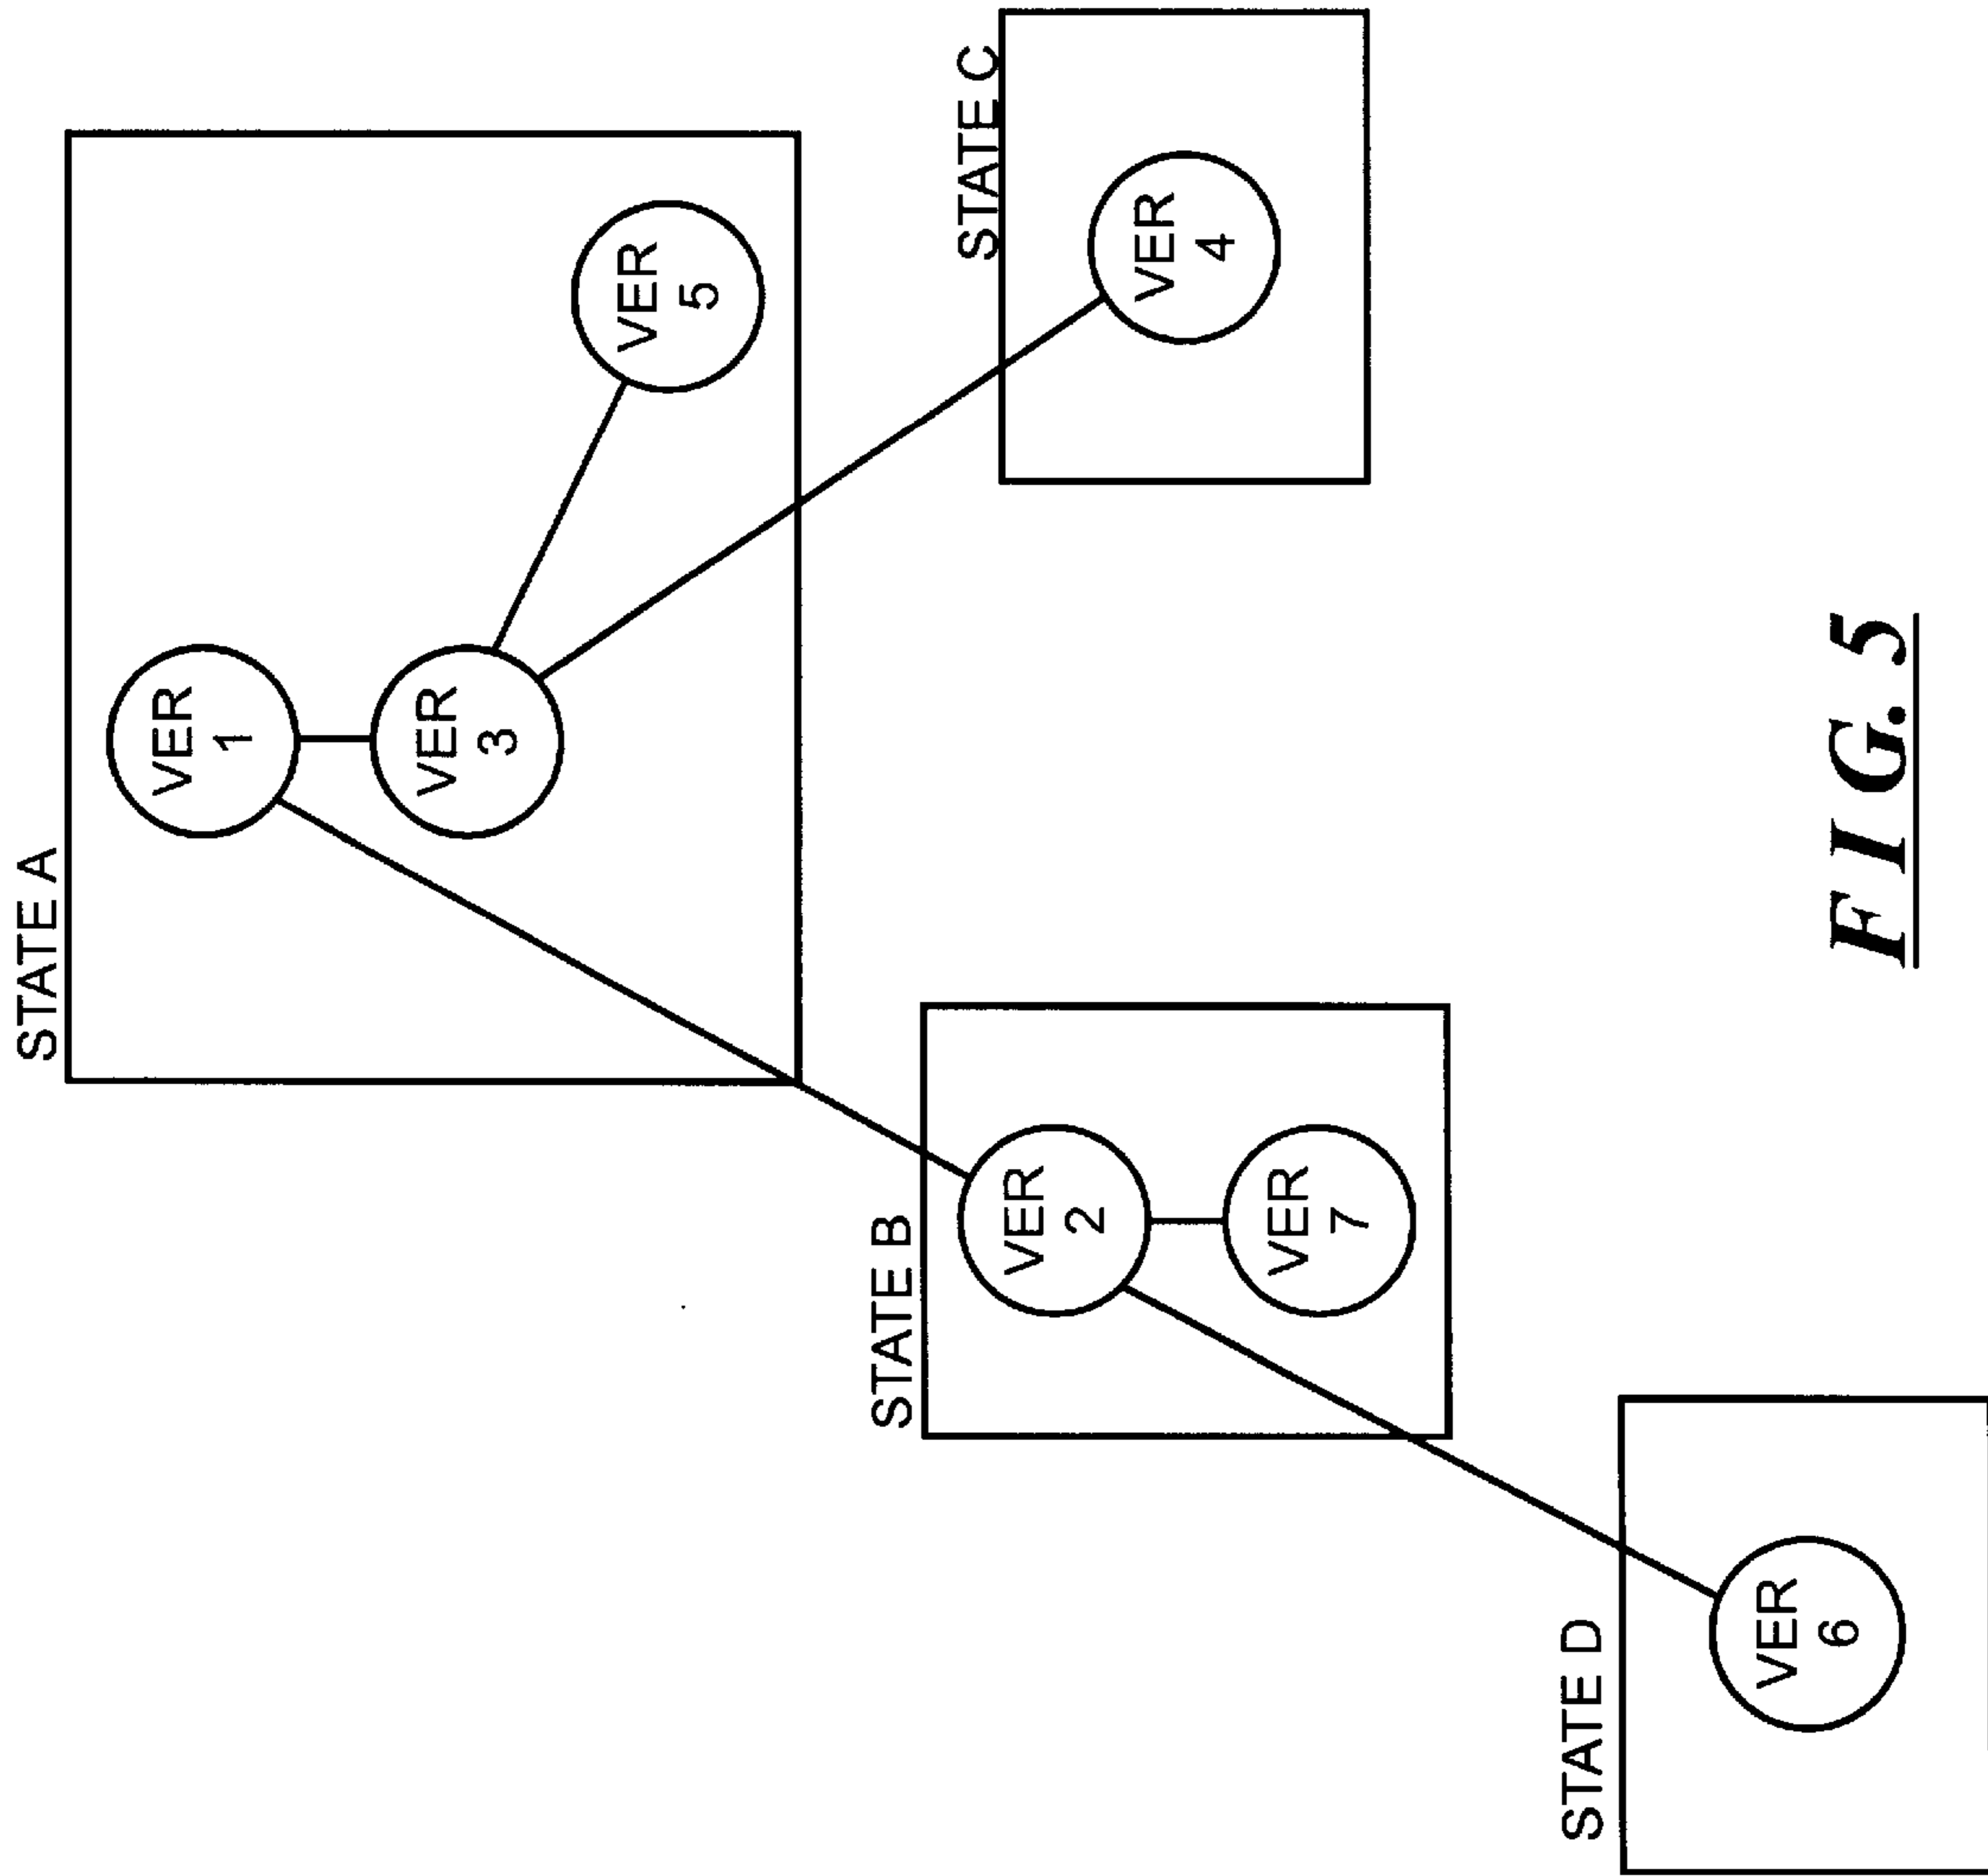 STATE A
VER
1
VER
3
VER
5
STATE B
VER
2
VER
7
STATE C
VER
4
STATE D
VER
6
FIG. 5